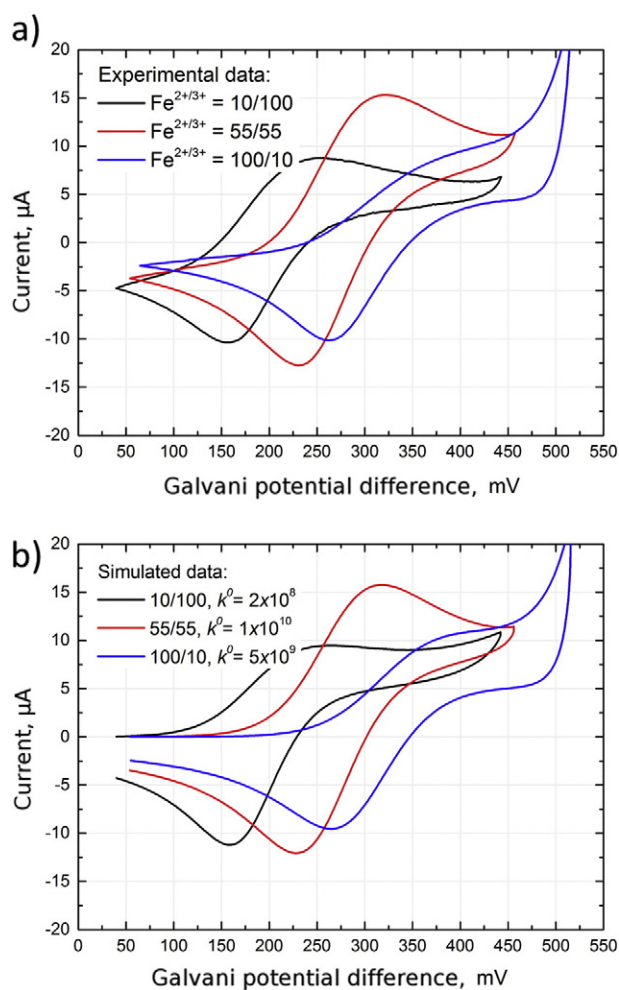 a)
20
15
10
5
0
-5
-10
-15
-20
Current, µA
Experimental data:
Fe²⁺/³⁺ = 10/100
Fe²⁺/³⁺ = 55/55
Fe²⁺/³⁺ = 100/10
0 50 100 150 200 250 300 350 400 450 500 550
Galvani potential difference, mV
b)
20
15
10
5
0
-5
-10
-15
-20
Current, µA
Simulated data:
10/100, k⁰= 2x10⁸
55/55, k⁰= 1x10¹⁰
100/10, k⁰= 5x10⁹
0 50 100 150 200 250 300 350 400 450 500 550
Galvani potential difference, mV